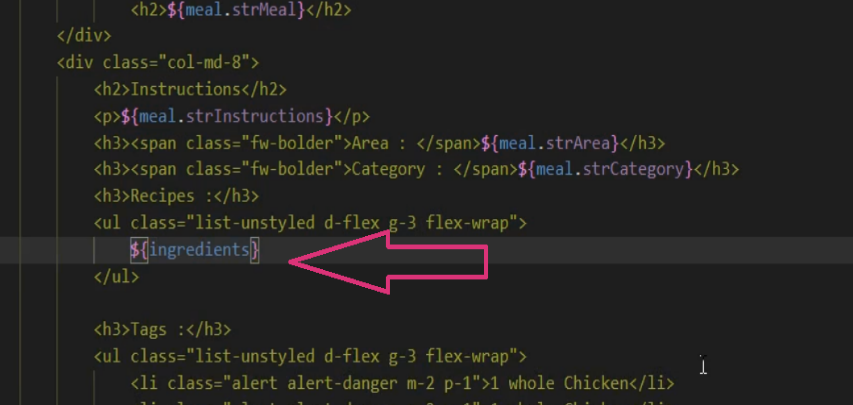 <h2>${meal.strMeal}</h2>
</div>
<div class="col-md-8">
<h2>Instructions</h2>
<p>${meal.strInstructions}</p>
<h3><span class="fw-bolder">Area : </span>${meal.strArea}</h3>
<h3><span class="fw-bolder">Category : </span>${meal.strCategory}</h3>
<h3>Recipes :</h3>
<ul class="list-unstyled d-flex g-3 flex-wrap">
${ingredients}
</ul>
<h3>Tags :</h3>
<ul class="list-unstyled d-flex g-3 flex-wrap">
<li class="alert alert-danger m-2 p-1">1 whole Chicken</li>